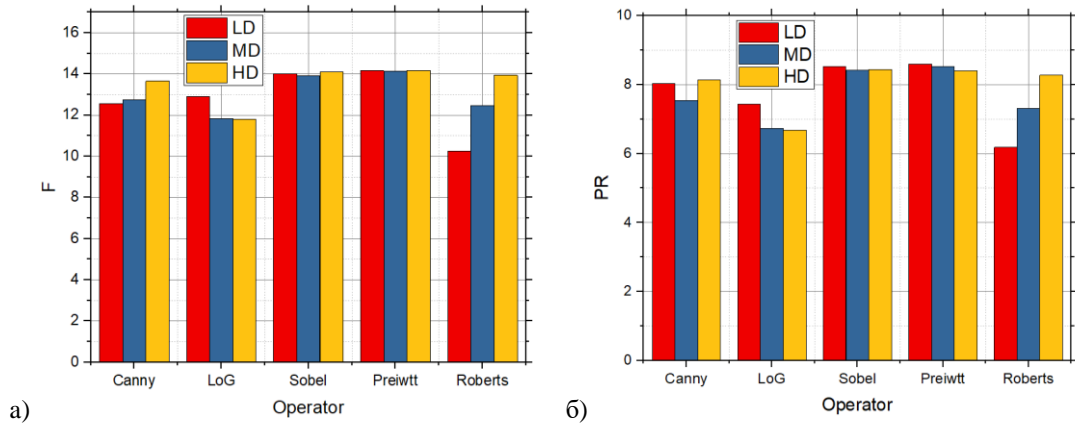 16
14
12
10
8
6
4
2
0
F
LD
MD
HD
Canny LoG Sobel Preiwtt Roberts
Operator
а)
10
8
6
4
2
0
PR
LD
MD
HD
Canny LoG Sobel Preiwtt Roberts
Operator
б)